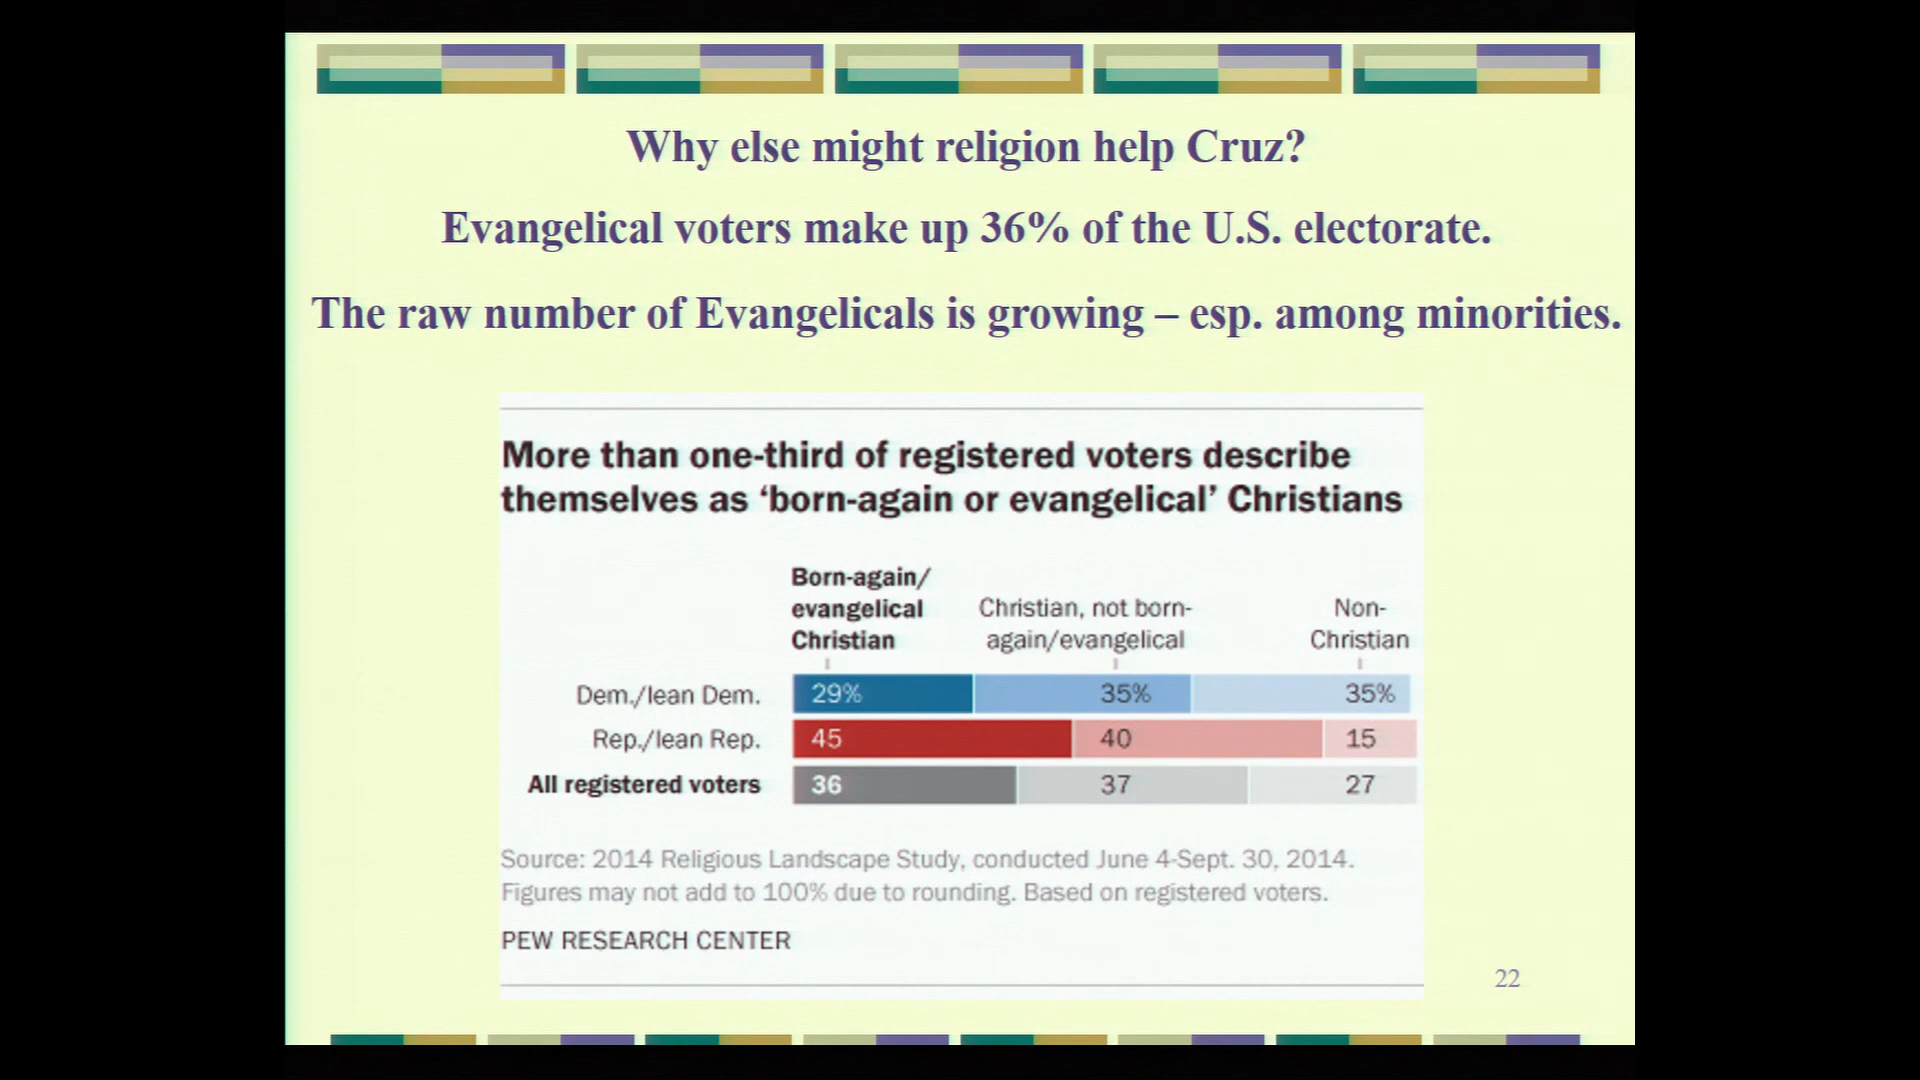 Why else might religion help Cruz?
Evangelical voters make up 36% of the U.S. electorate.
The raw number of Evangelicals is growing – esp. among minorities.
More than one-third of registered voters describe
themselves as ‘born-again or evangelical’ Christians
Born-again/
evangelical
Christian
Christian, not born-
again/evangelical
Non-
Christian
Dem./lean Dem. 29% 35% 35%
Rep./lean Rep. 45 40 15
All registered voters 36 37 27
Source: 2014 Religious Landscape Study, conducted June 4-Sept. 30, 2014.
Figures may not add to 100% due to rounding. Based on registered voters.
PEW RESEARCH CENTER
22